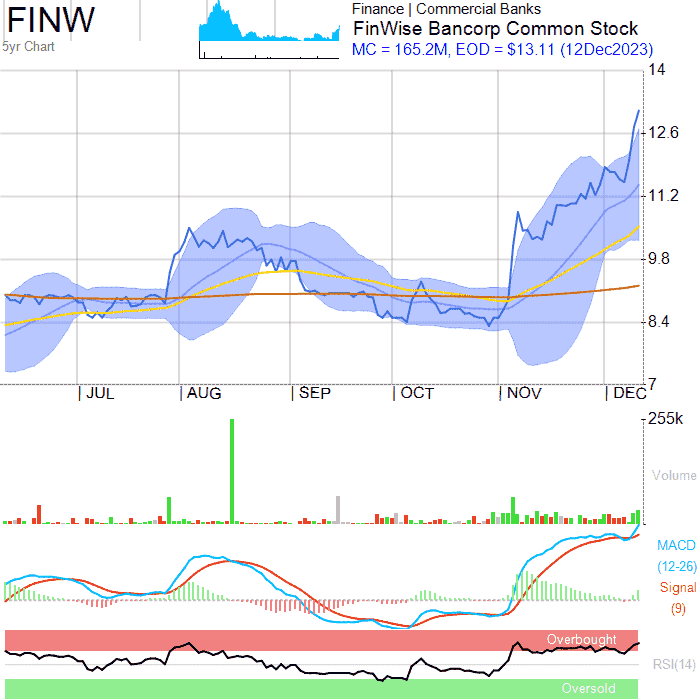 FINW
5yr Chart
Finance | Commercial Banks
FinWise Bancorp Common Stock
MC = 165.2M, EOD = $13.11 (12Dec2023)
14
12.6
11.2
9.8
8.4
7
JUL AUG SEP OCT NOV DEC
255k
Volume
MACD
(12-26)
Signal
(9)
Overbought
RSI(14)
Oversold